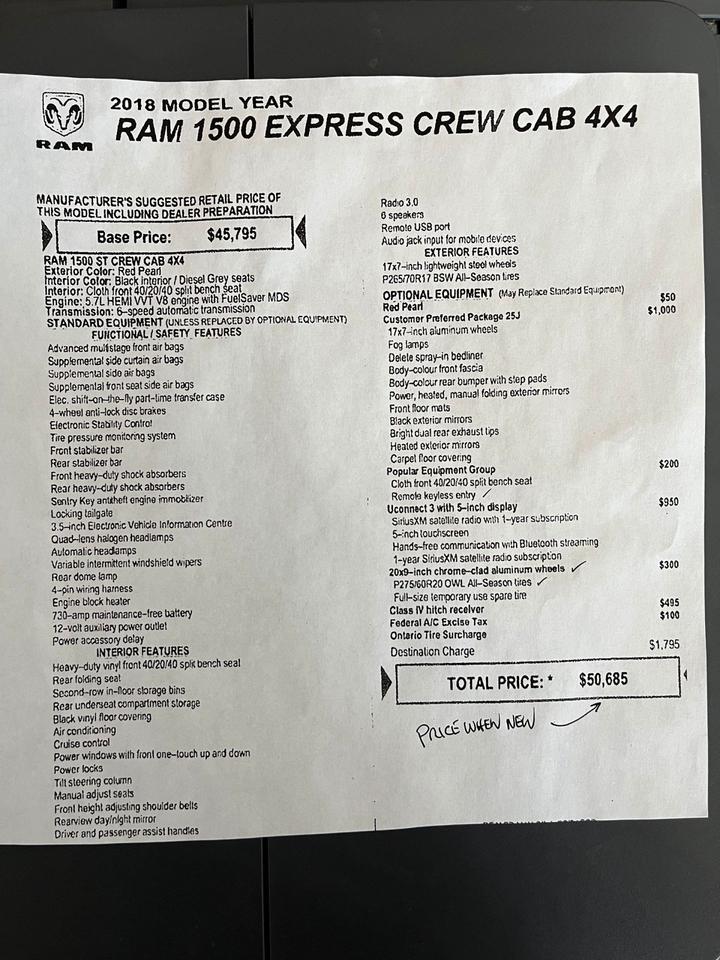 RAM
2018 MODEL YEAR
RAM 1500 EXPRESS CREW CAB 4X4
MANUFACTURER'S SUGGESTED RETAIL PRICE OF
THIS MODEL INCLUDING DEALER PREPARATION
Base Price: $45,795
RAM 1500 ST CREW CAB 4X4
Exterior Color: Red Pearl
Interior Color: Black Interior / Diesel Grey seats
Interior: Cloth front 40/20/40 split bench seat
Engine: 5.7L HEMI VVT V8 engine with FuelSaver MDS
Transmission: 6-speed automatic transmission
STANDARD EQUIPMENT (UNLESS REPLACED BY OPTIONAL EQUIPMENT)
FUNCTIONAL / SAFETY FEATURES
Advanced multistage front air bags
Supplemental side curtain air bags
Supplemental side air bags
Supplemental front seat side air bags
Elec. shift-on-the-fly part-time transfer case
4-wheel anti-lock disc brakes
Electronic Stability Control
Tire pressure monitoring system
Front stabilizer bar
Rear stabilizer bar
Front heavy-duty shock absorbers
Rear heavy-duty shock absorbers
Sentry Key antitheft engine immobilizer
Locking tailgate
3.5-inch Electronic Vehicle Information Centre
Quad-lens halogen headlamps
Automatic headlamps
Variable intermittent windshield wipers
Rear dome lamp
4-pin wiring harness
Engine block heater
730-amp maintenance-free battery
12-volt auxiliary power outlet
Power accessory delay
INTERIOR FEATURES
Heavy-duty vinyl front 40/20/40 split bench seat
Rear folding seat
Second-row in-floor storage bins
Rear underseat compartment storage
Black vinyl floor covering
Air conditioning
Cruise control
Power windows with front one-touch up and down
Power locks
Tilt steering column
Manual adjust seats
Front height adjusting shoulder belts
Rearview day/night mirror
Driver and passenger assist handles
Radio 3.0
6 speakers
Remote USB port
Audio jack input for mobile devices
EXTERIOR FEATURES
17x7-inch lightweight steel wheels
P265/70R17 BSW All-Season tires
OPTIONAL EQUIPMENT (May Replace Standard Equipment)
Red Pearl $50
Customer Preferred Package 25J $1,000
17x7-inch aluminum wheels
Fog lamps
Delete spray-in bedliner
Body-colour front fascia
Body-colour rear bumper with step pads
Power, heated, manual folding exterior mirrors
Front floor mats
Black exterior mirrors
Bright dual rear exhaust tips
Heated exterior mirrors
Carpet floor covering
Popular Equipment Group $200
Cloth front 40/20/40 split bench seat
Remote keyless entry ✓
Uconnect 3 with 5-inch display $950
SiriusXM satellite radio with 1-year subscription
5-inch touchscreen
Hands-free communication with Bluetooth streaming
1-year SiriusXM satellite radio subscription
20x9-inch chrome-clad aluminum wheels ✓ $300
P275/60R20 OWL All-Season tires ✓
Full-size temporary use spare tire
Class IV hitch receiver $495
Federal A/C Excise Tax $100
Ontario Tire Surcharge
Destination Charge $1,795
TOTAL PRICE: * $50,685
PRICE WHEN NEW